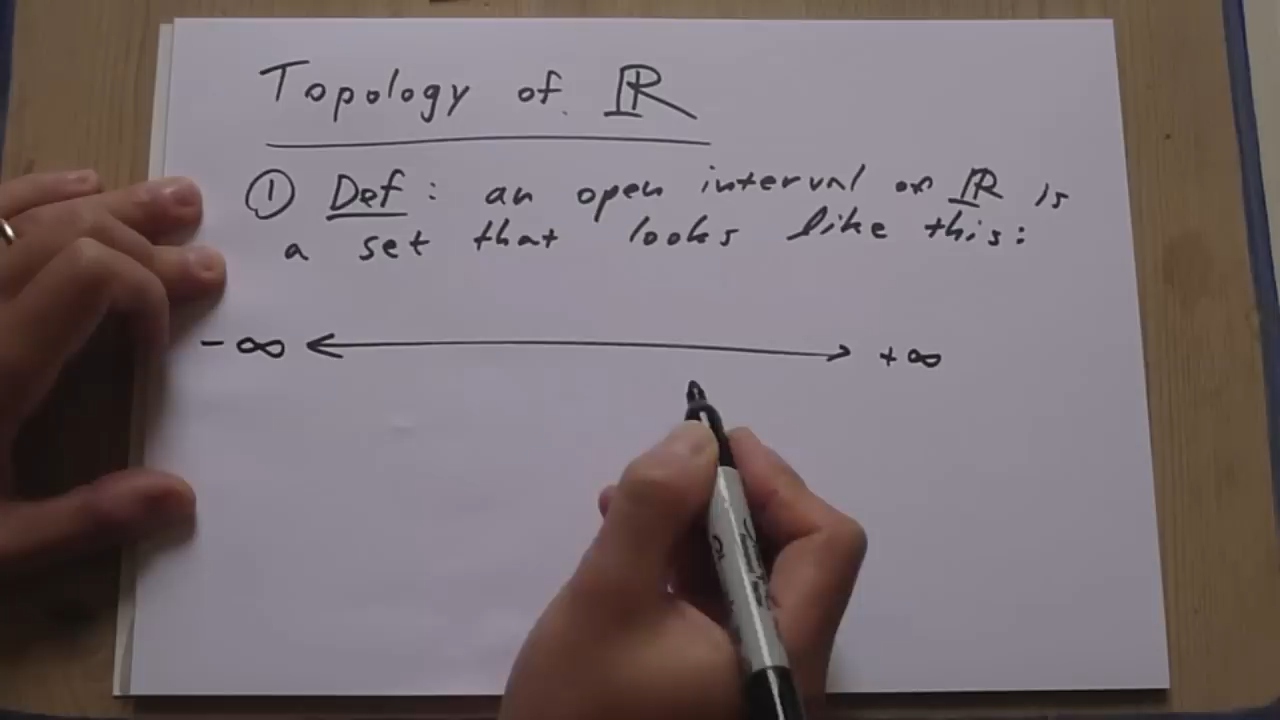 Topology of ℝ
① Def: an open interval on ℝ is
a set that looks like this:
-∞ +∞